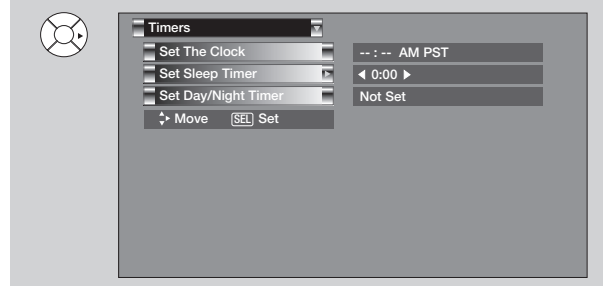 Timers
Set The Clock -- : -- AM PST
Set Sleep Timer ◀ 0:00 ▶
Set Day/Night Timer Not Set
Move SEL Set